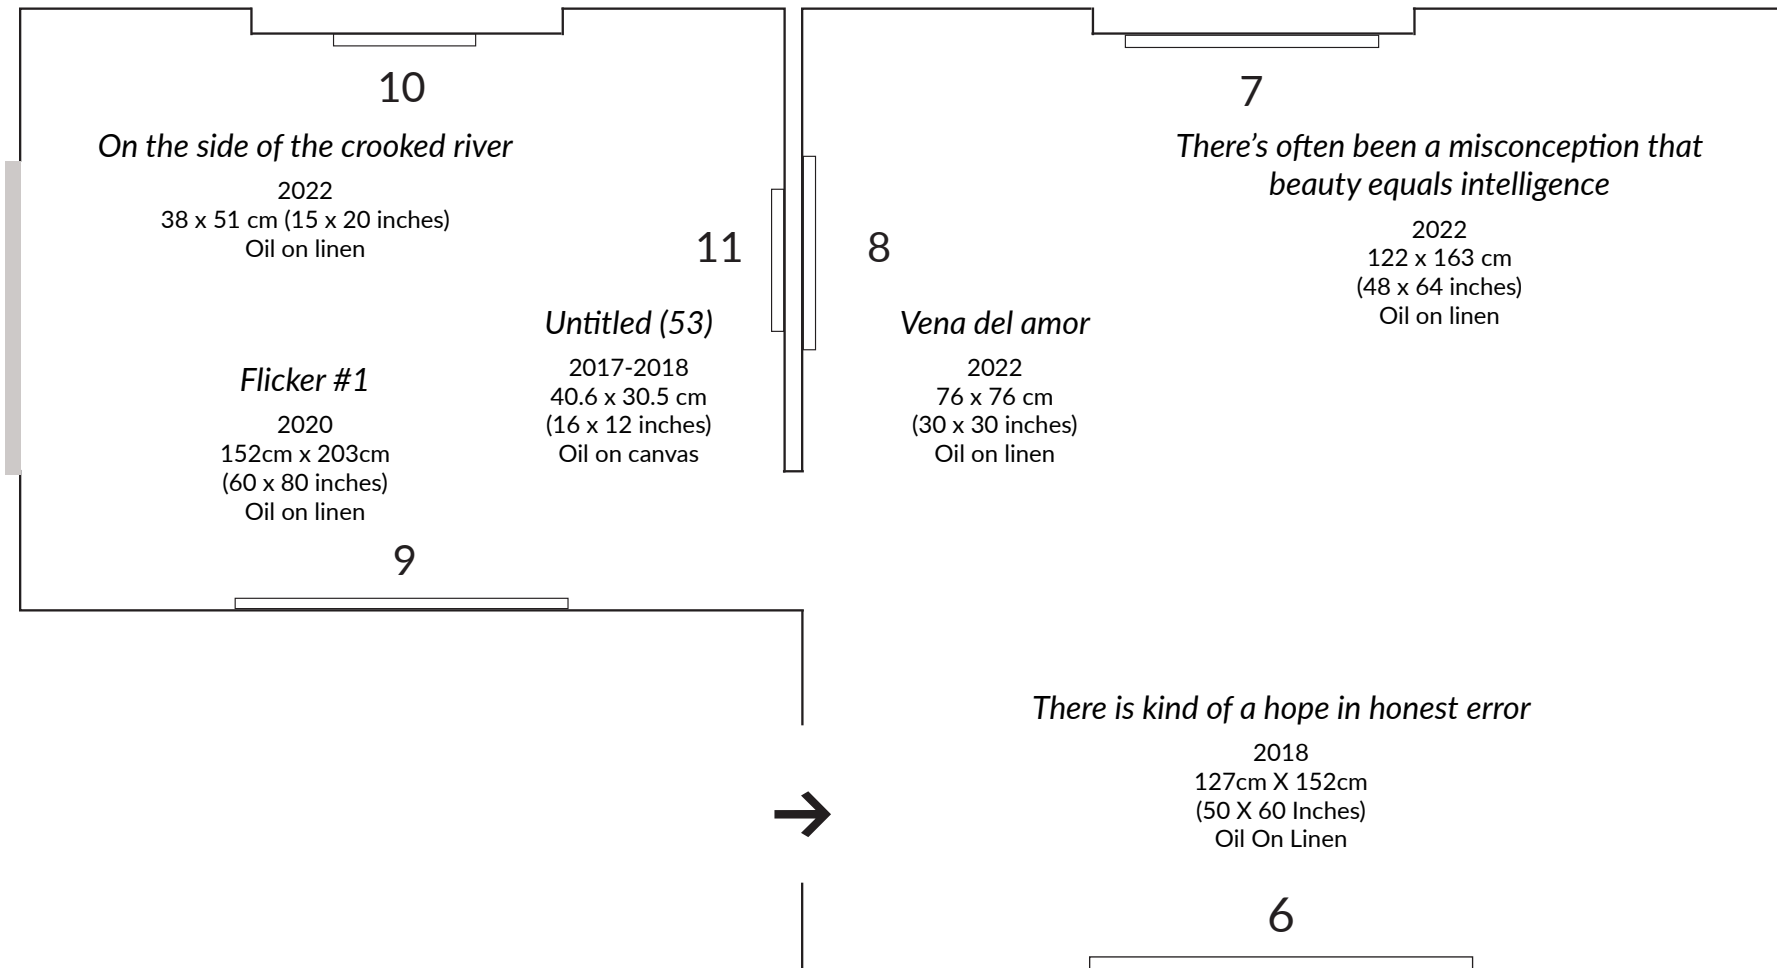 10
On the side of the crooked river
2022
38 x 51 cm (15 x 20 inches)
Oil on linen
11
Untitled (53)
2017-2018
40.6 x 30.5 cm
(16 x 12 inches)
Oil on canvas
Flicker #1
2020
152cm x 203cm
(60 x 80 inches)
Oil on linen
9
7
There’s often been a misconception that
beauty equals intelligence
2022
122 x 163 cm
(48 x 64 inches)
Oil on linen
8
Vena del amor
2022
76 x 76 cm
(30 x 30 inches)
Oil on linen
There is kind of a hope in honest error
2018
127cm X 152cm
(50 X 60 Inches)
Oil On Linen
6